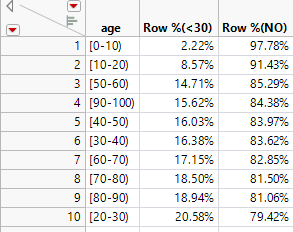 age Row %(<30) Row %(NO)
1 [0-10) 2.22% 97.78%
2 [10-20) 8.57% 91.43%
3 [50-60) 14.71% 85.29%
4 [90-100) 15.62% 84.38%
5 [40-50) 16.03% 83.97%
6 [30-40) 16.38% 83.62%
7 [60-70) 17.15% 82.85%
8 [70-80) 18.50% 81.50%
9 [80-90) 18.94% 81.06%
10 [20-30) 20.58% 79.42%